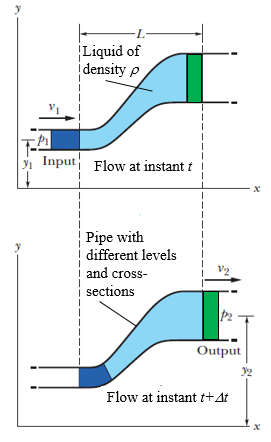 y
L
Liquid of
density ρ
v1
p1
y1
Input
Flow at instant t
x
y
Pipe with
different levels
and cross-
sections
v2
p2
Output
y2
Flow at instant t+Δt
x